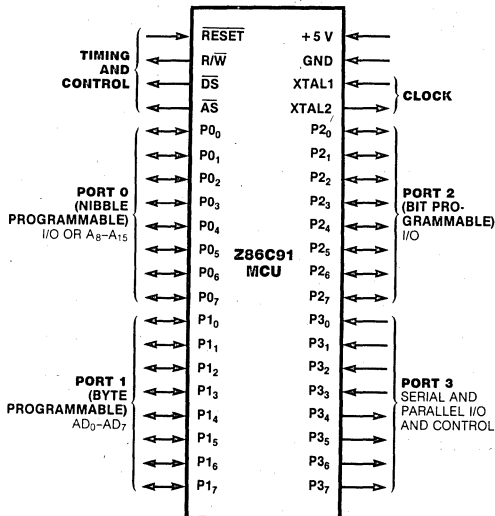 TIMING
AND
CONTROL
RESET
R/W
DS
AS
PORT 0
(NIBBLE
PROGRAMMABLE)
I/O OR A8–A15
P00
P01
P02
P03
P04
P05
P06
P07
PORT 1
(BYTE
PROGRAMMABLE)
AD0–AD7
P10
P11
P12
P13
P14
P15
P16
P17
Z86C91
MCU
+5 V
GND
XTAL1
XTAL2
CLOCK
P20
P21
P22
P23
P24
P25
P26
P27
PORT 2
(BIT PRO-
GRAMMABLE)
I/O
P30
P31
P32
P33
P34
P35
P36
P37
PORT 3
SERIAL AND
PARALLEL I/O
AND CONTROL